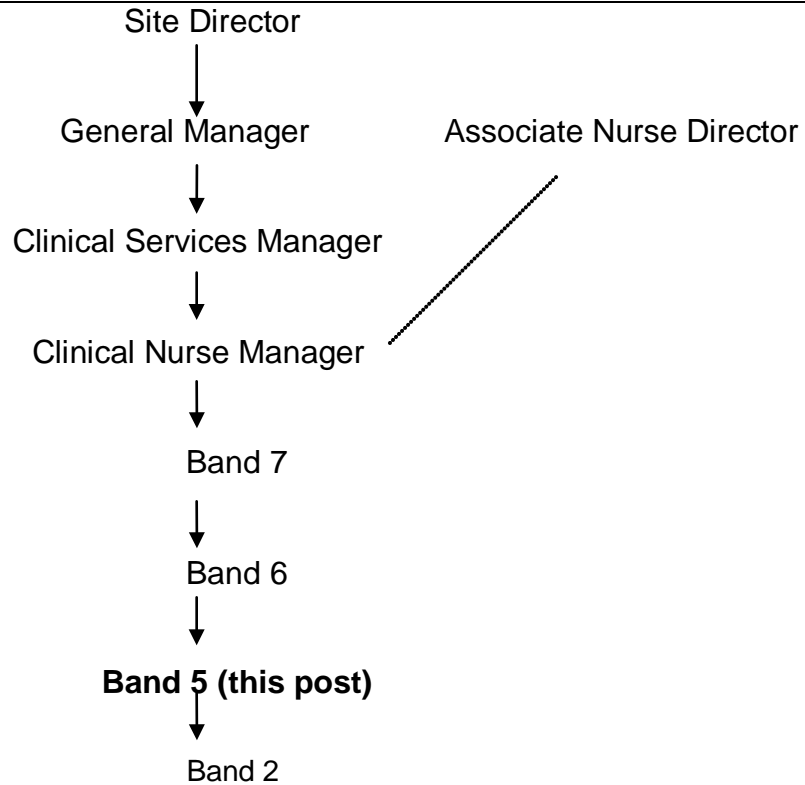 Site Director
General Manager
Associate Nurse Director
Clinical Services Manager
Clinical Nurse Manager
Band 7
Band 6
Band 5 (this post)
Band 2